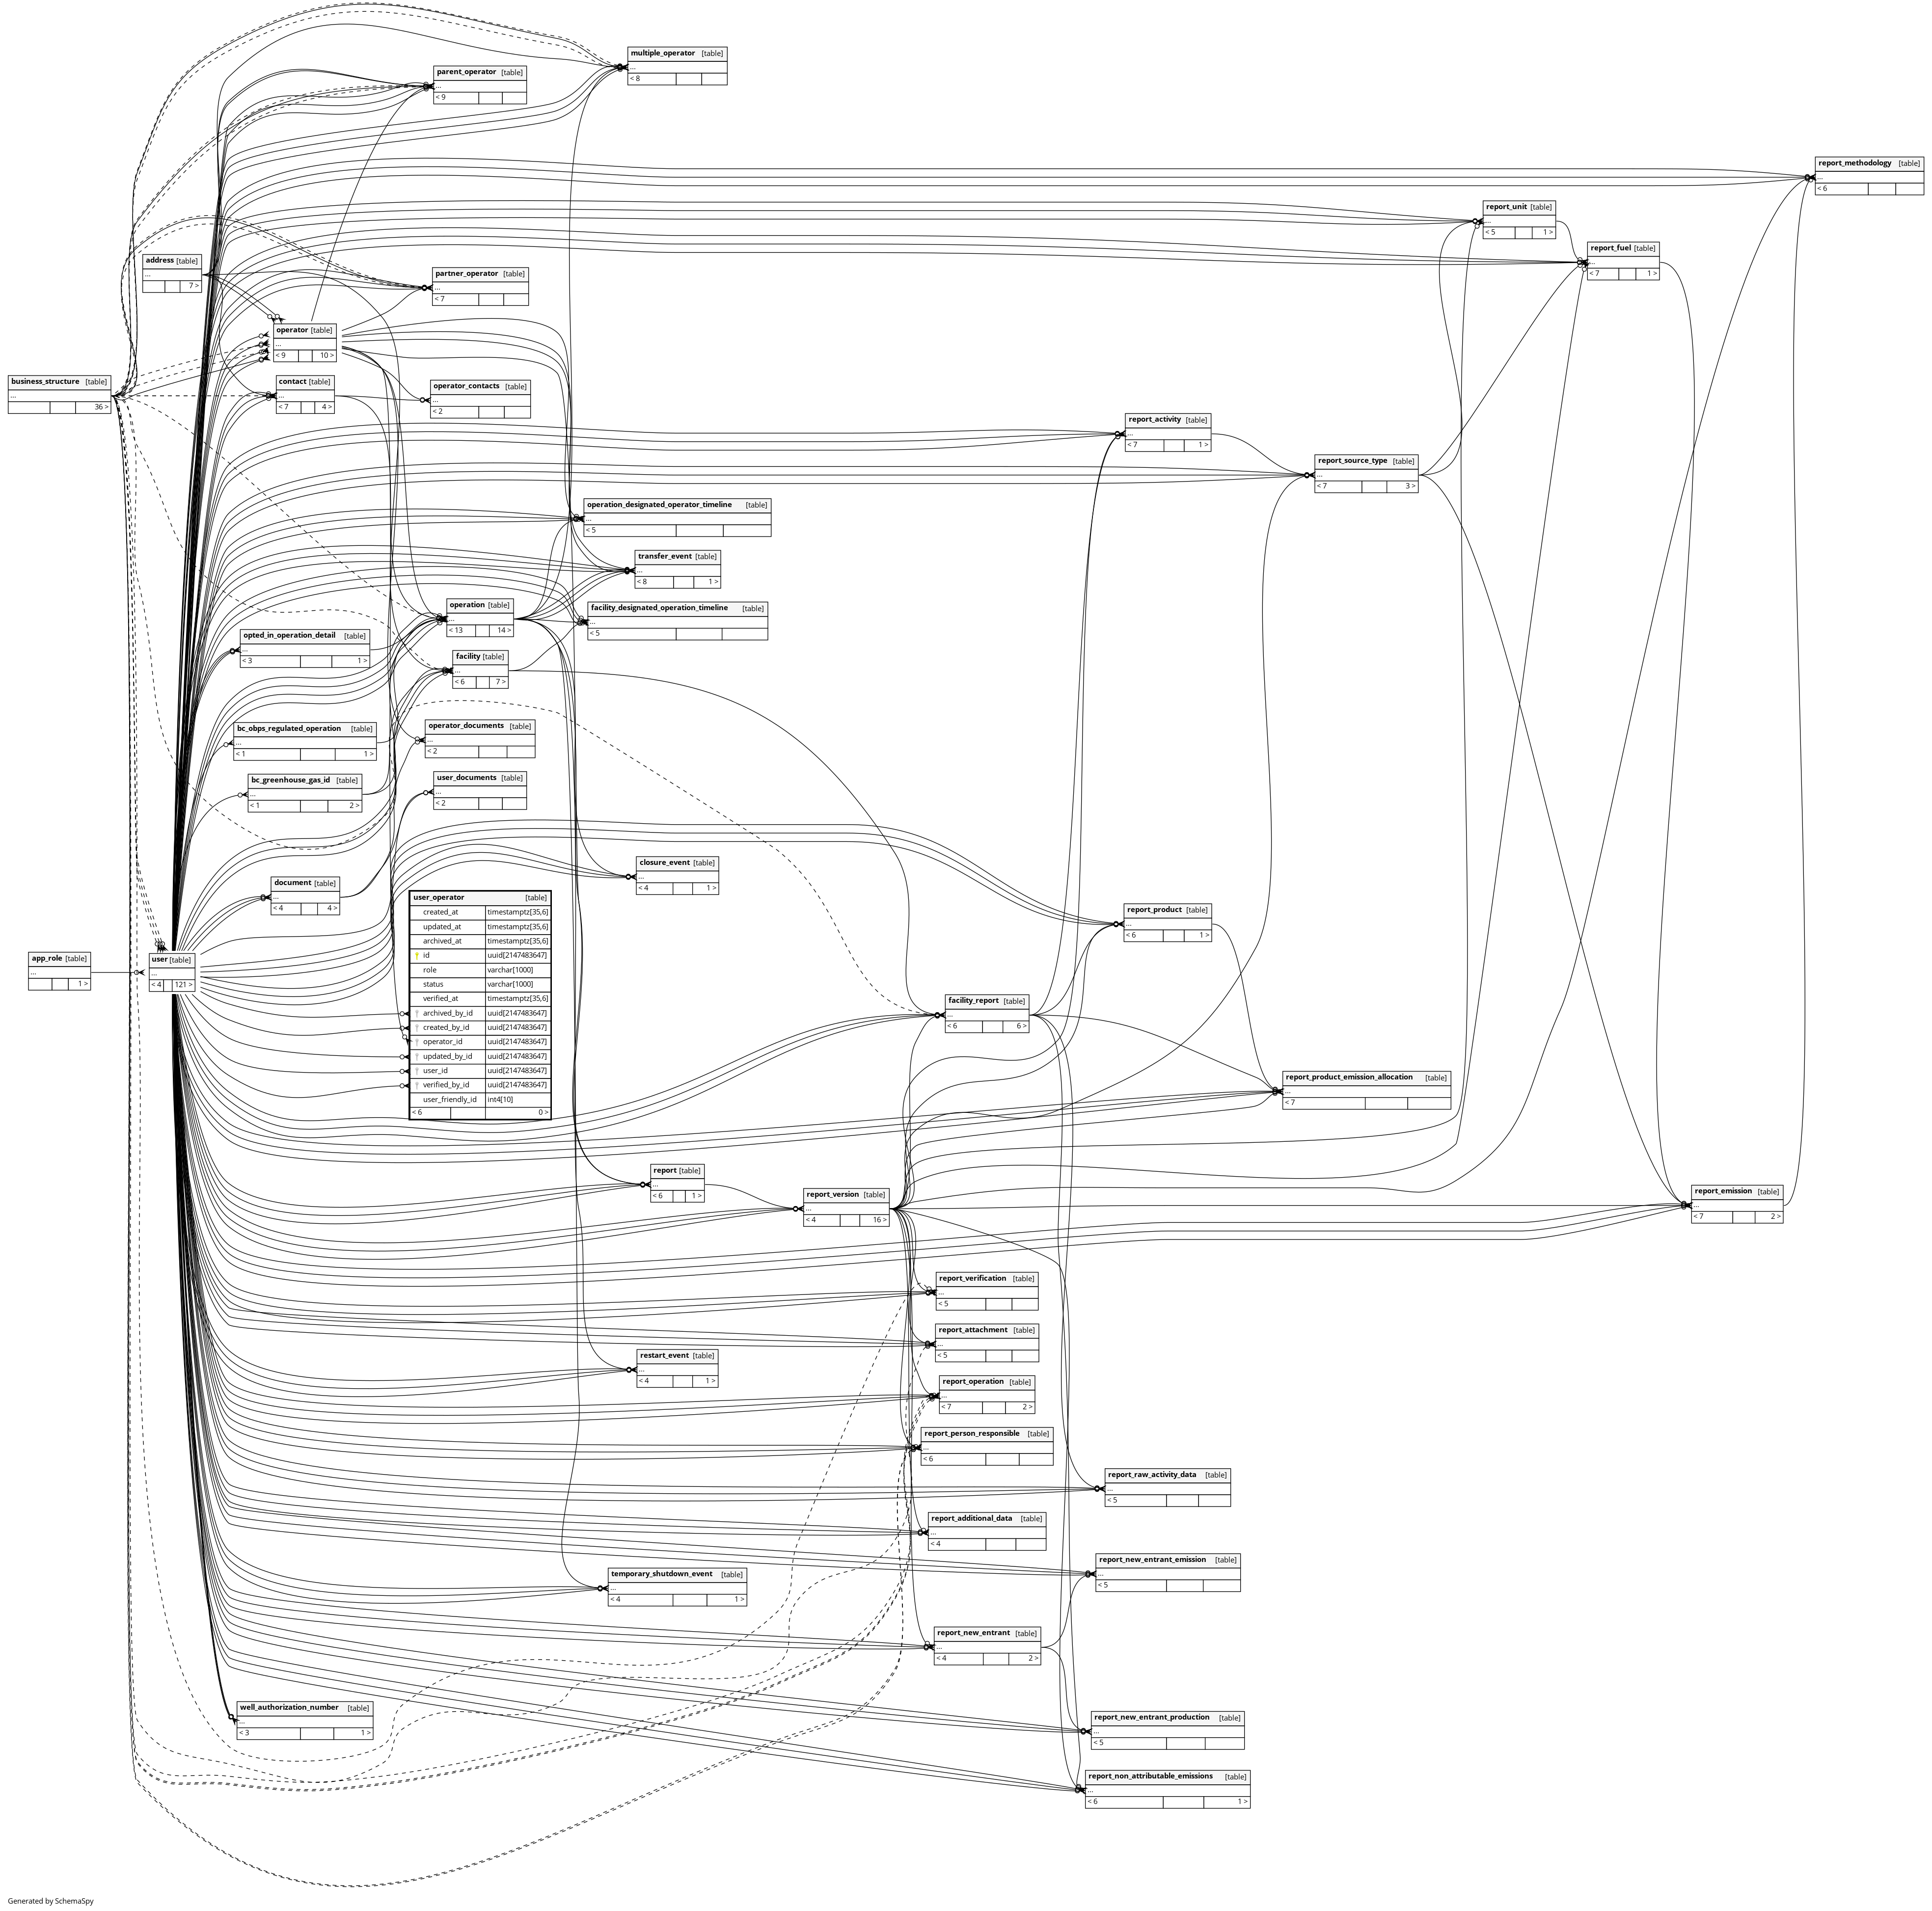 multiple_operator [table]
...
< 8
parent_operator [table]
...
< 9
report_methodology [table]
...
< 6
report_unit [table]
...
< 5 1 >
report_fuel [table]
...
< 7 1 >
address [table]
...
7 >
partner_operator [table]
...
< 7
operator [table]
...
< 9 10 >
business_structure [table]
...
36 >
contact [table]
...
< 7 4 >
operator_contacts [table]
...
< 2
report_activity [table]
...
< 7 1 >
report_source_type [table]
...
< 7 3 >
operation_designated_operator_timeline [table]
...
< 5
transfer_event [table]
...
< 8 1 >
operation [table]
...
< 13 14 >
facility_designated_operation_timeline [table]
...
< 5
opted_in_operation_detail [table]
...
< 3 1 >
facility [table]
...
< 6 7 >
bc_obps_regulated_operation [table]
...
< 1 1 >
operator_documents [table]
...
< 2
bc_greenhouse_gas_id [table]
...
< 1 2 >
user_documents [table]
...
< 2
closure_event [table]
...
< 4 1 >
document [table]
...
< 4 4 >
user_operator [table]
created_at timestamptz[35,6]
updated_at timestamptz[35,6]
archived_at timestamptz[35,6]
id uuid[2147483647]
role varchar[1000]
status varchar[1000]
verified_at timestamptz[35,6]
archived_by_id uuid[2147483647]
created_by_id uuid[2147483647]
operator_id uuid[2147483647]
updated_by_id uuid[2147483647]
user_id uuid[2147483647]
verified_by_id uuid[2147483647]
user_friendly_id int4[10]
< 6 0 >
report_product [table]
...
< 6 1 >
app_role [table]
...
1 >
user [table]
...
< 4 121 >
facility_report [table]
...
< 6 6 >
report_product_emission_allocation [table]
...
< 7
report [table]
...
< 6 1 >
report_version [table]
...
< 4 16 >
report_emission [table]
...
< 7 2 >
report_verification [table]
...
< 5
report_attachment [table]
...
< 5
restart_event [table]
...
< 4 1 >
report_operation [table]
...
< 7 2 >
report_person_responsible [table]
...
< 6
report_raw_activity_data [table]
...
< 5
report_additional_data [table]
...
< 4
report_new_entrant_emission [table]
...
< 5
temporary_shutdown_event [table]
...
< 4 1 >
report_new_entrant [table]
...
< 4 2 >
well_authorization_number [table]
...
< 3 1 >
report_new_entrant_production [table]
...
< 5
report_non_attributable_emissions [table]
...
< 6 1 >
Generated by SchemaSpy